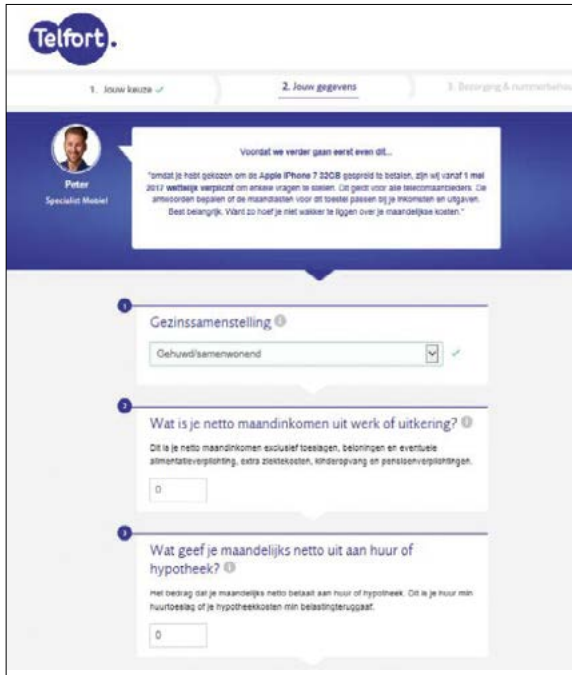 Telfort.
1. Jouw keuze ✓
2. Jouw gegevens
3. Bezorging & nummerbehou
Voordat we verder gaan eerst even dit...
"omdat je hebt gekozen om de Apple iPhone 7 32GB gespreid te betalen, zijn wij vanaf 1 mei
2017 wettelijk verplicht om enkele vragen te stellen. Dit geldt voor alle telecomaanbieders. De
antwoorden bepalen of de maandlasten voor dit toestel passen bij je inkomsten en uitgaven.
Best belangrijk. Want zo hoef je niet wakker te liggen over je maandelijkse kosten."
Peter
Specialist Mobiel
1
Gezinssamenstelling
Gehuwd/samenwonend
2
Wat is je netto maandinkomen uit werk of uitkering?
Dit is je netto maandinkomen exclusief toeslagen, beloningen en eventuele
alimentatieverplichting, extra ziektekosten, kinderopvang en pensioenverplichtingen.
0
3
Wat geef je maandelijks netto uit aan huur of
hypotheek?
Het bedrag dat je maandelijks netto betaalt aan huur of hypotheek. Dit is je huur min
huurtoeslag of je hypotheekkosten min belastingteruggaaf.
0